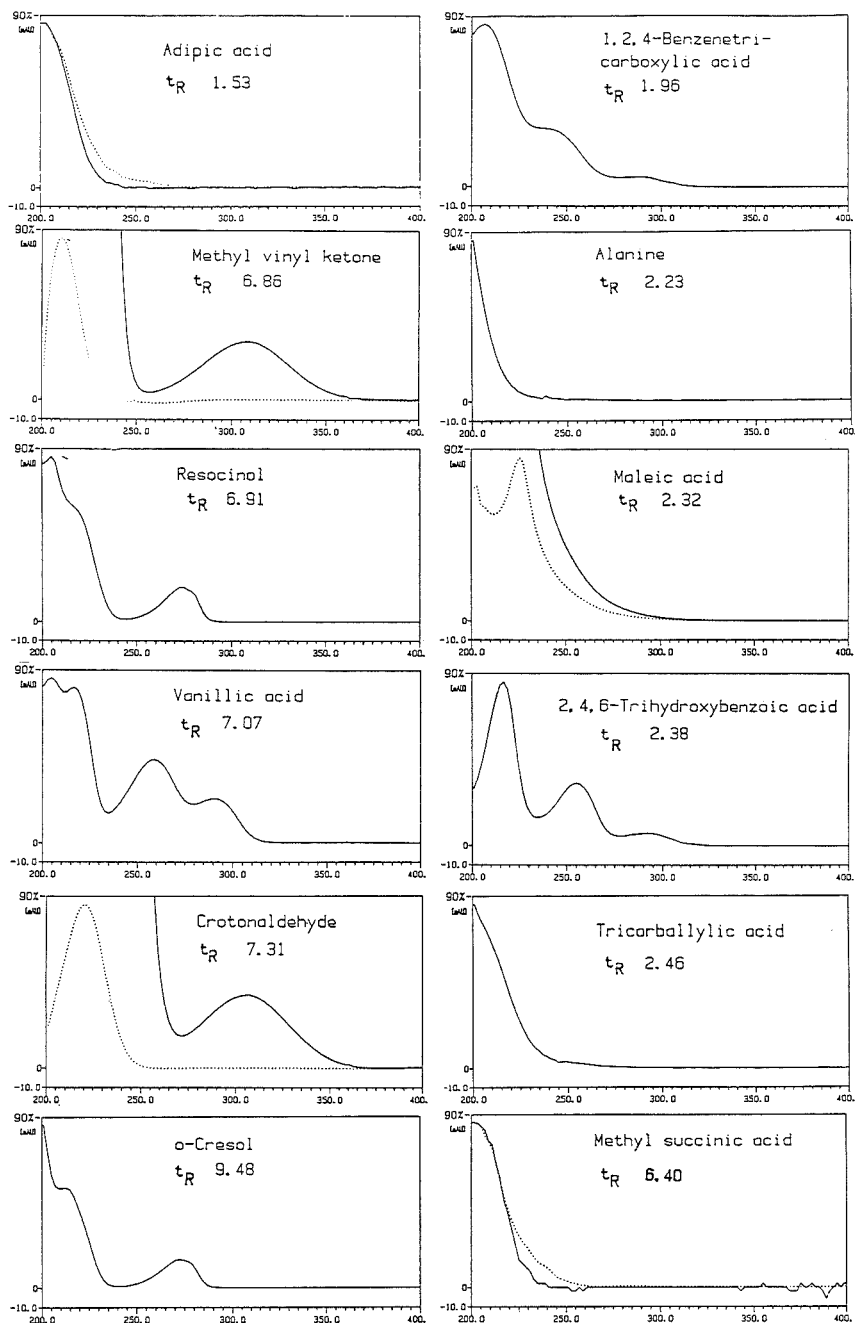 90%
[mAU]
Adipic acid
tR 1.53
0
-10.0
200.0 250.0 300.0 350.0 400.
90%
[mAU]
1,2,4-Benzenetri-
carboxylic acid
tR 1.96
0
-10.0
200.0 250.0 300.0 350.0 400.
90%
[mAU]
Methyl vinyl ketone
tR 6.86
0
-10.0
200.0 250.0 300.0 350.0 400.
90%
[mAU]
Alanine
tR 2.23
0
-10.0
200.0 250.0 300.0 350.0 400.
90%
[mAU]
Resocinol
tR 6.91
0
-10.0
200.0 250.0 300.0 350.0 400.
90%
[mAU]
Maleic acid
tR 2.32
0
-10.0
200.0 250.0 300.0 350.0 400.
90%
[mAU]
Vanillic acid
tR 7.07
0
-10.0
200.0 250.0 300.0 350.0 400.
90%
[mAU]
2,4,6-Trihydroxybenzoic acid
tR 2.38
0
-10.0
200.0 250.0 300.0 350.0 400.
90%
[mAU]
Crotonaldehyde
tR 7.31
0
-10.0
200.0 250.0 300.0 350.0 400.
90%
[mAU]
Tricarballylic acid
tR 2.46
0
-10.0
200.0 250.0 300.0 350.0 400.
90%
[mAU]
o-Cresol
tR 9.48
0
-10.0
200.0 250.0 300.0 350.0 400.
90%
[mAU]
Methyl succinic acid
tR 6.40
0
-10.0
200.0 250.0 300.0 350.0 400.